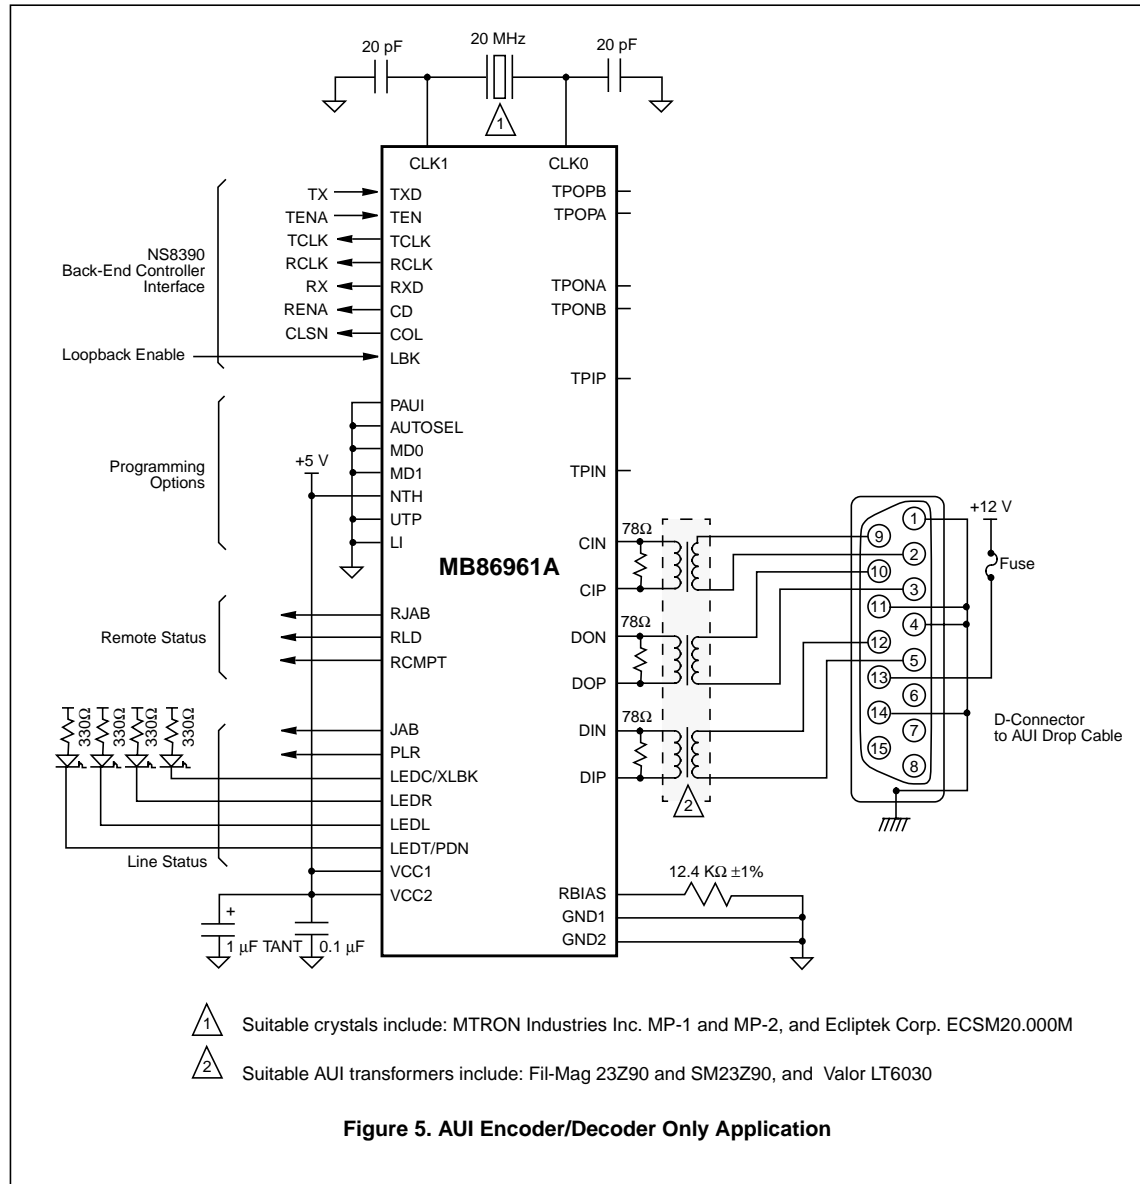 20 pF
20 MHz
20 pF
1
CLK1
CLK0
TX
TENA
TCLK
RCLK
RX
RENA
CLSN
NS8390
Back-End Controller
Interface
Loopback Enable
TXD
TEN
TCLK
RCLK
RXD
CD
COL
LBK
TPOPB
TPOPA
TPONA
TPONB
TPIP
TPIN
Programming
Options
+5 V
PAUI
AUTOSEL
MD0
MD1
NTH
UTP
LI
MB86961A
CIN
CIP
DON
DOP
DIN
DIP
78Ω
78Ω
78Ω
2
1
9
2
10
3
11
4
12
5
13
6
14
7
15
8
+12 V
Fuse
D-Connector
to AUI Drop Cable
Remote Status
RJAB
RLD
RCMPT
330Ω
330Ω
330Ω
330Ω
JAB
PLR
LEDC/XLBK
LEDR
LEDL
LEDT/PDN
Line Status
VCC1
VCC2
+
1 µF TANT
0.1 µF
RBIAS
GND1
GND2
12.4 KΩ ±1%
1 Suitable crystals include: MTRON Industries Inc. MP-1 and MP-2, and Ecliptek Corp. ECSM20.000M
2 Suitable AUI transformers include: Fil-Mag 23Z90 and SM23Z90, and Valor LT6030
Figure 5. AUI Encoder/Decoder Only Application